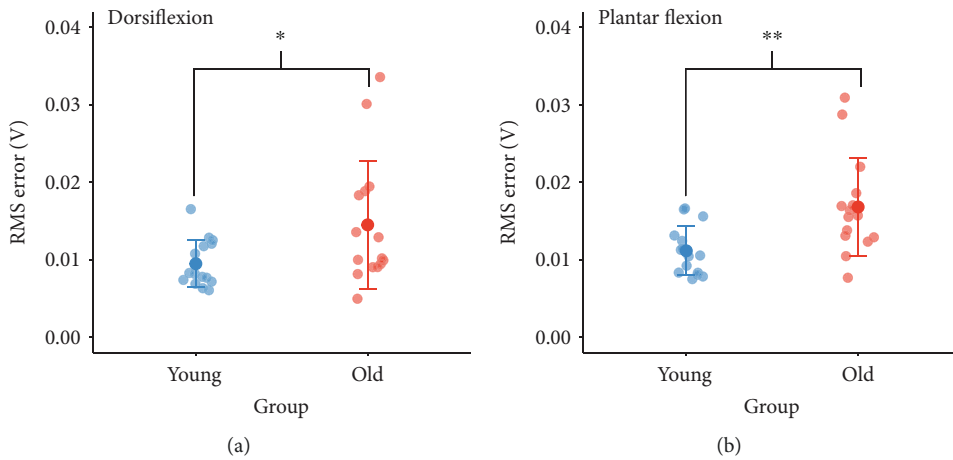 Dorsiflexion
*
0.04
0.03
0.02
0.01
0.00
RMS error (V)
Young
Old
Group
(a)
Plantar flexion
**
0.04
0.03
0.02
0.01
0.00
RMS error (V)
Young
Old
Group
(b)